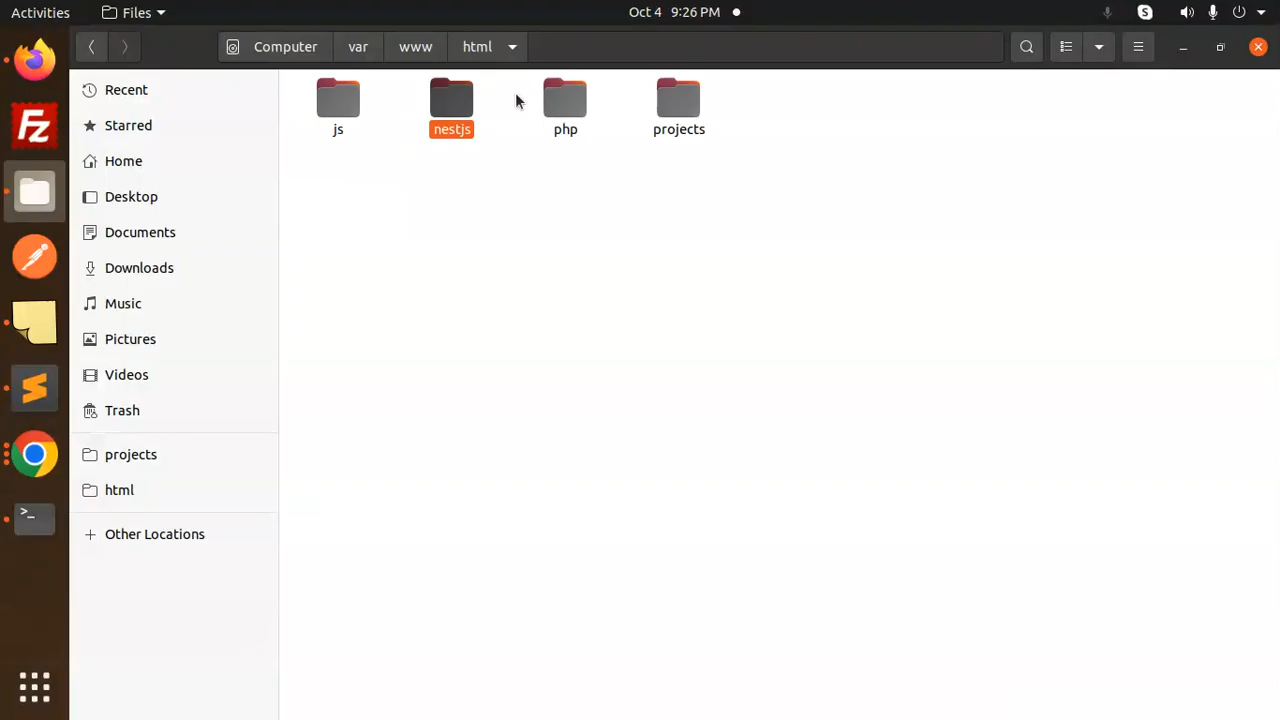 Activities Files Oct 4 9:26 PM S
Computer var www html
Fz
>_
Recent
Starred
Home
Desktop
Documents
Downloads
Music
Pictures
Videos
Trash
projects
html
Other Locations
js nestjs php projects